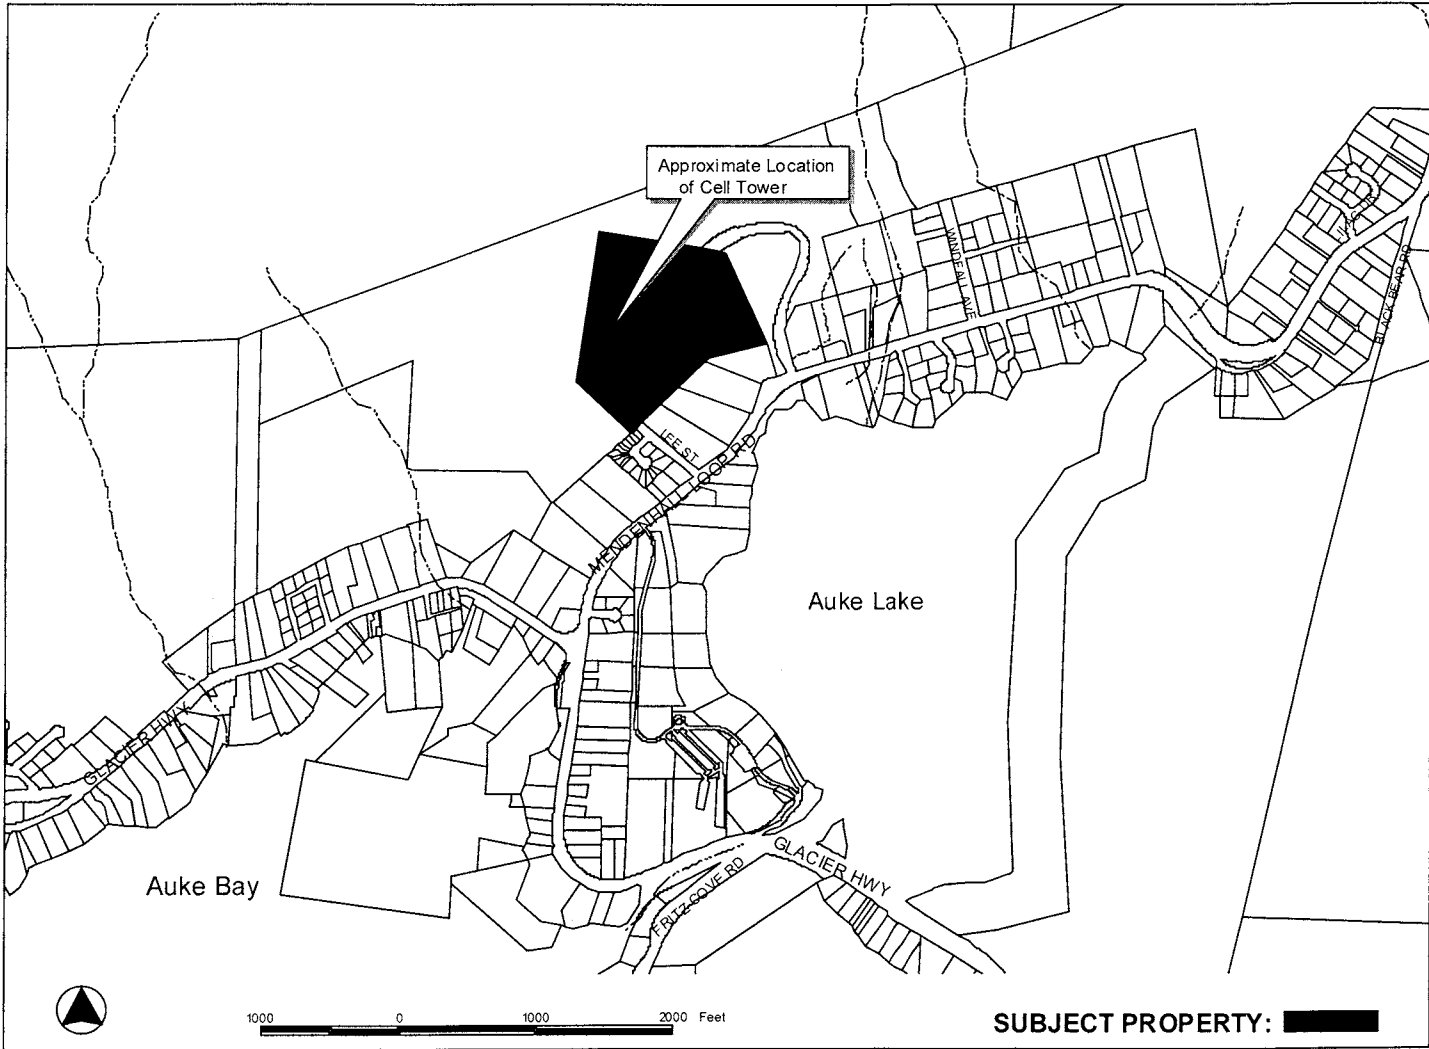 Approximate Location
of Cell Tower
WINDFALL AVE
BLACK BEAR RD
LEE ST
MENDENHALL LOOP RD
Auke Lake
GLACIER HWY
Auke Bay
GLACIER HWY
FRITZ COVE RD
1000 0 1000 2000 Feet
SUBJECT PROPERTY: